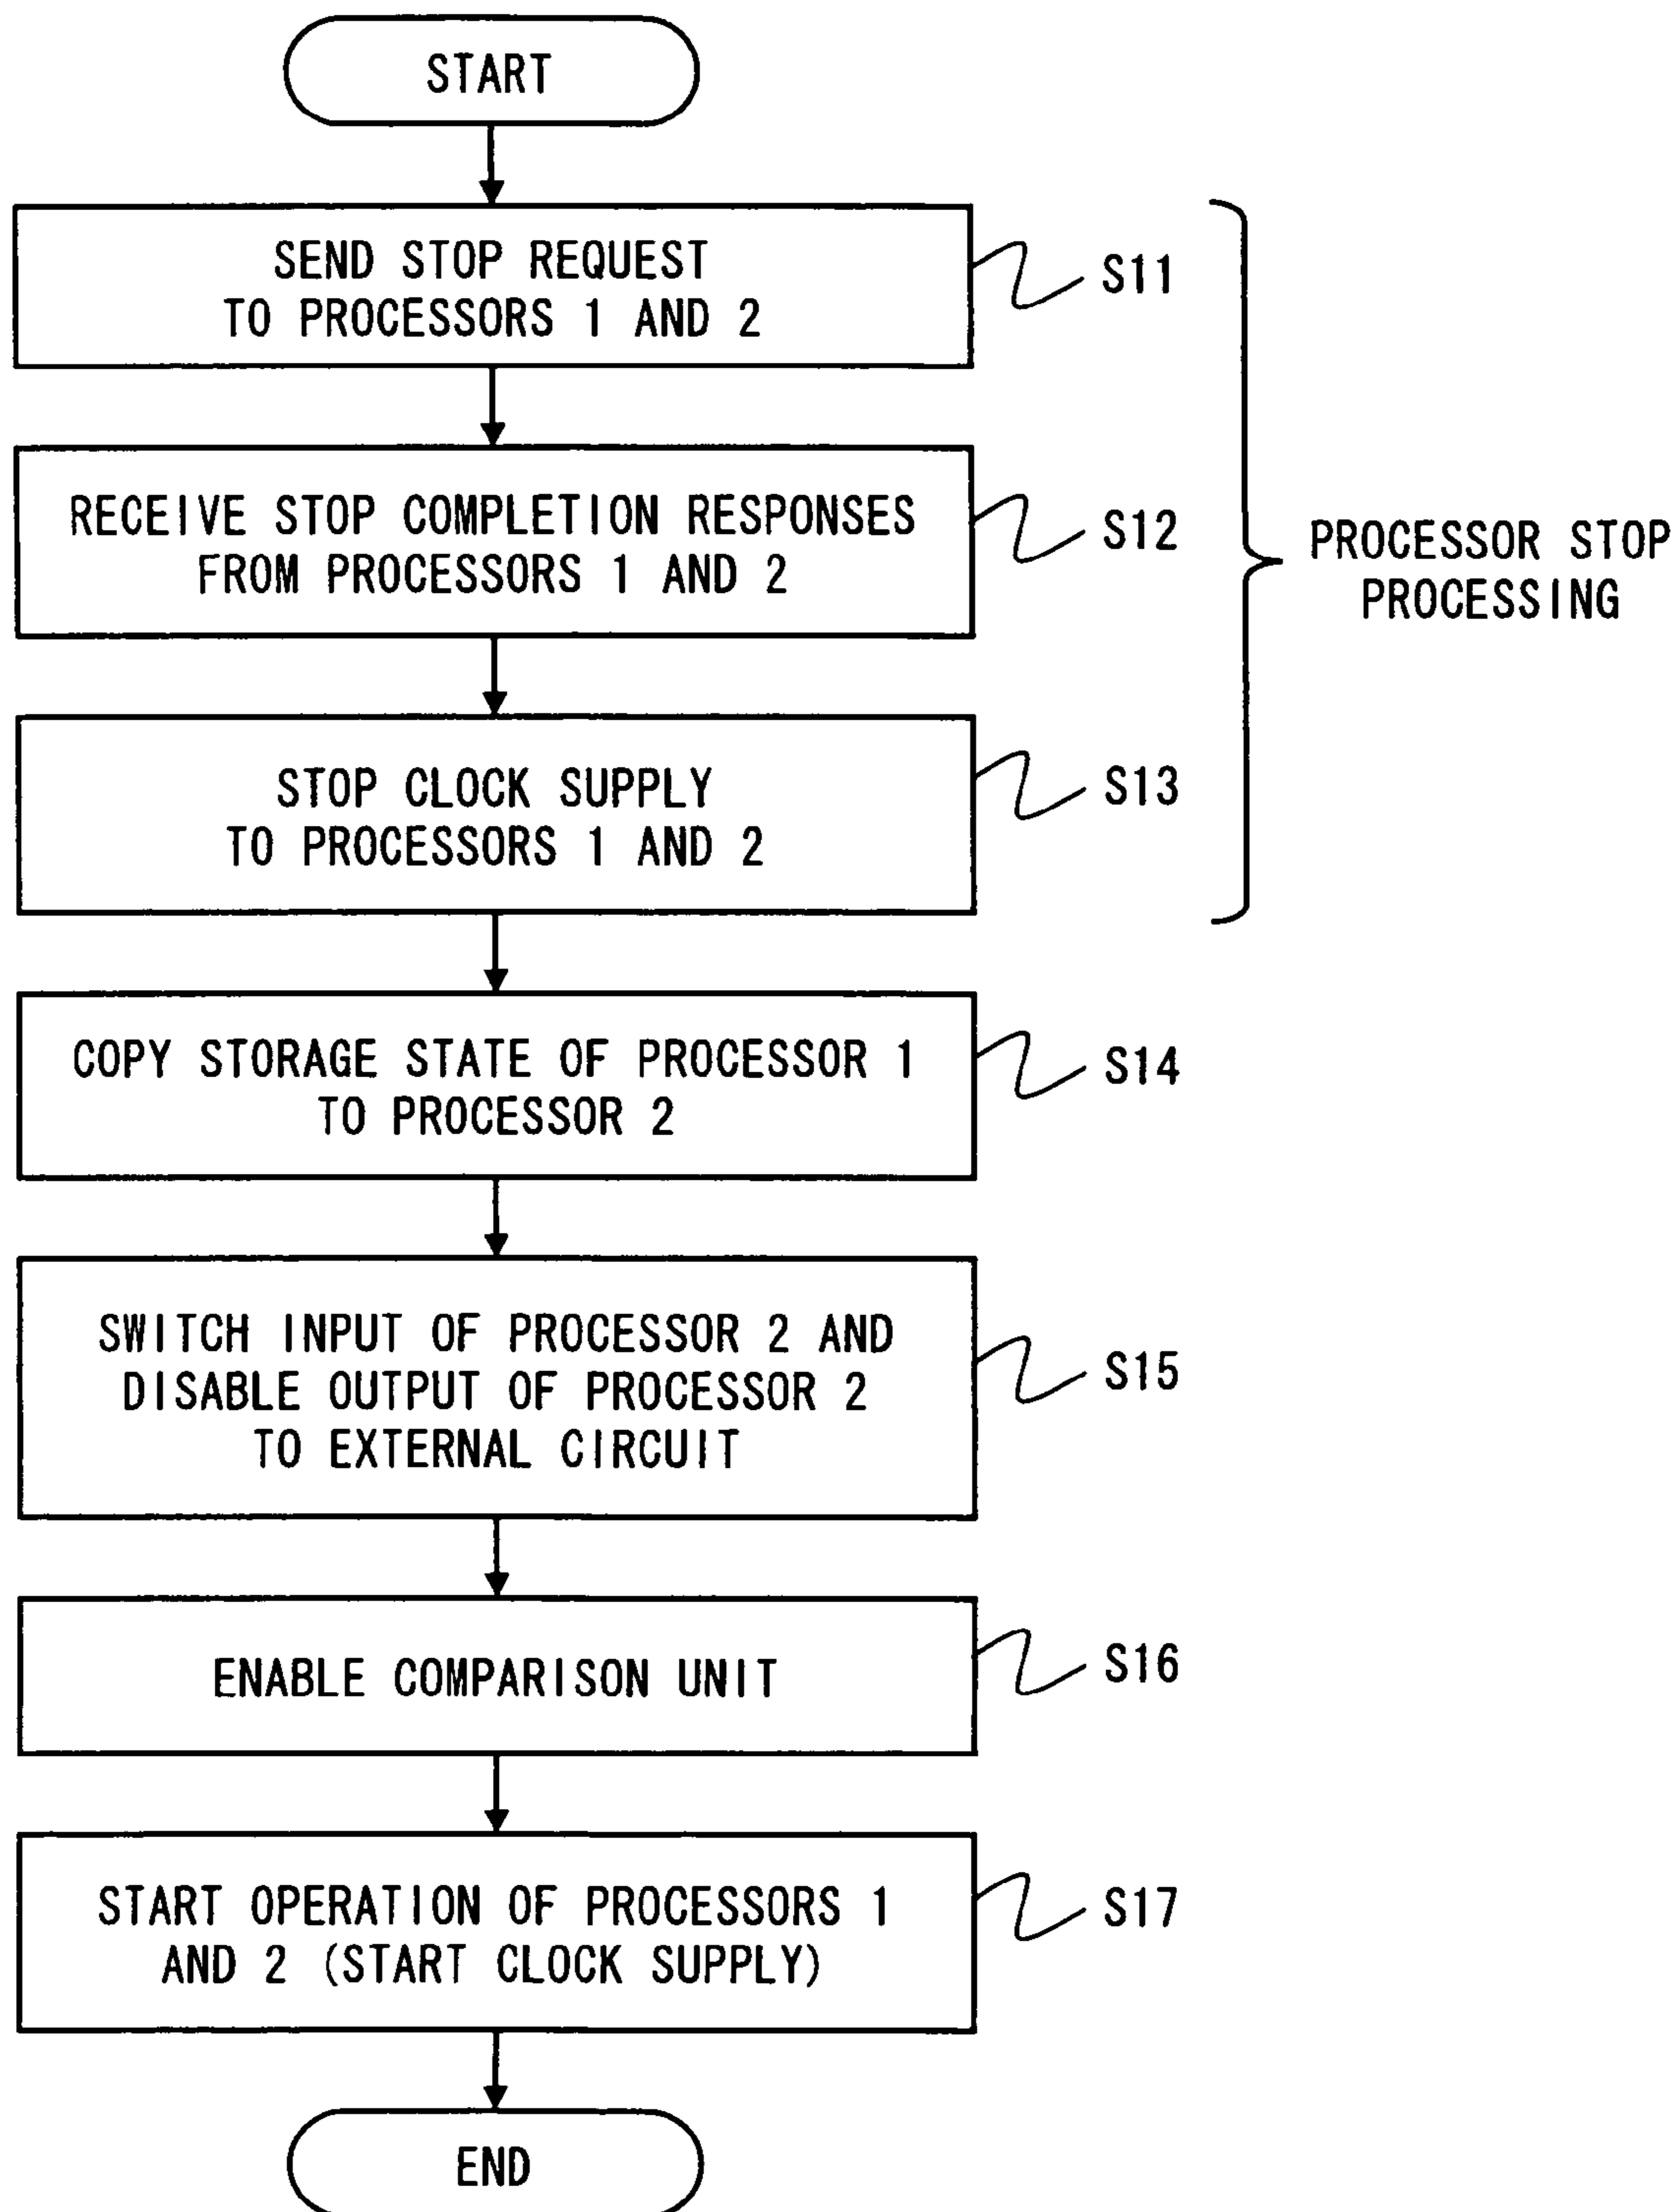 START
SEND STOP REQUEST
TO PROCESSORS 1 AND 2
S11
RECEIVE STOP COMPLETION RESPONSES
FROM PROCESSORS 1 AND 2
S12
PROCESSOR STOP
PROCESSING
STOP CLOCK SUPPLY
TO PROCESSORS 1 AND 2
S13
COPY STORAGE STATE OF PROCESSOR 1
TO PROCESSOR 2
S14
SWITCH INPUT OF PROCESSOR 2 AND
DISABLE OUTPUT OF PROCESSOR 2
TO EXTERNAL CIRCUIT
S15
ENABLE COMPARISON UNIT
S16
START OPERATION OF PROCESSORS 1
AND 2 (START CLOCK SUPPLY)
S17
END